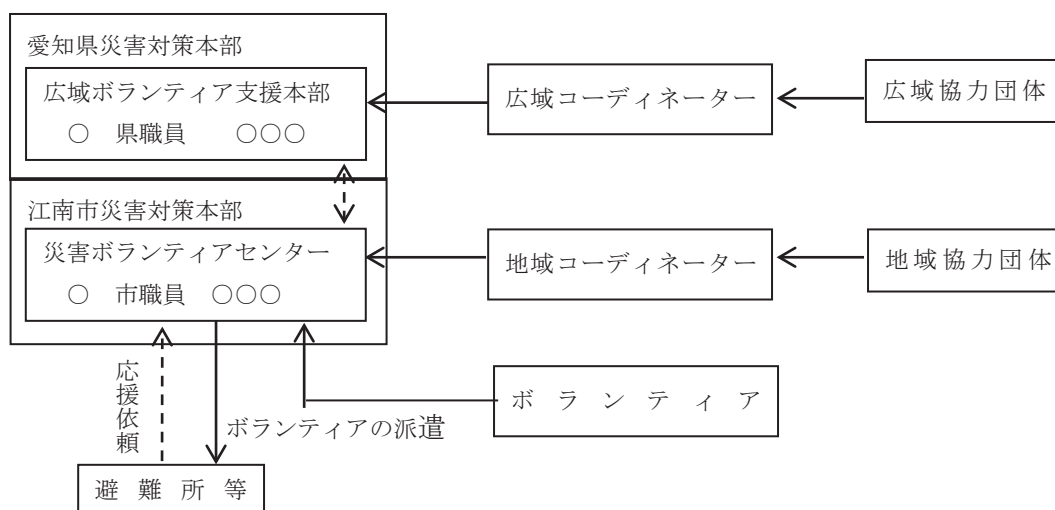 愛知県災害対策本部
広域ボランティア支援本部
○ 県職員 ○○○
広域コーディネーター
広域協力団体
江南市災害対策本部
災害ボランティアセンター
○ 市職員 ○○○
地域コーディネーター
地域協力団体
応援依頼
ボランティアの派遣
ボランティア
避難所等